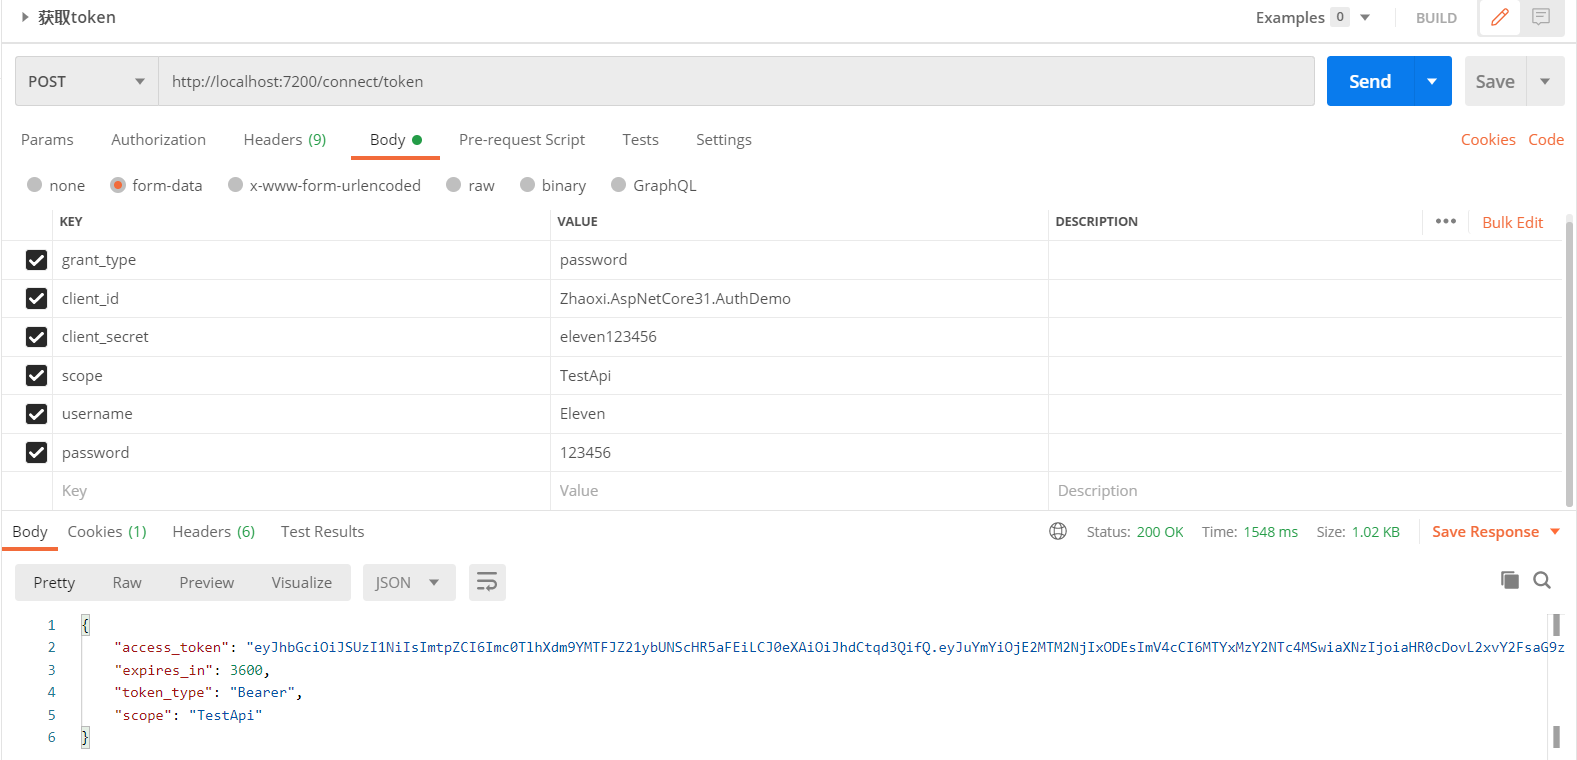 获取token
Examples 0 BUILD
POST http://localhost:7200/connect/token Send Save
Params Authorization Headers (9) Body Pre-request Script Tests Settings Cookies Code
none form-data x-www-form-urlencoded raw binary GraphQL
KEY VALUE DESCRIPTION ••• Bulk Edit
grant_type password
client_id Zhaoxi.AspNetCore31.AuthDemo
client_secret eleven123456
scope TestApi
username Eleven
password 123456
Key Value Description
Body Cookies (1) Headers (6) Test Results Status: 200 OK Time: 1548 ms Size: 1.02 KB Save Response
Pretty Raw Preview Visualize JSON
1 {
2 "access_token": "eyJhbGciOiJSUzI1NiIsImtpZCI6Imc0TlhXdm9YMTFJZ21ybUNScHR5aFEiLCJ0eXAiOiJhdCtqd3QifQ.eyJuYmYiOjE2MTM2NjIxODEsImV4cCI6MTYxMzY2NTc4MSwiaXNzIjoiaHR0cDovL2xvY2FsaG9z
3 "expires_in": 3600,
4 "token_type": "Bearer",
5 "scope": "TestApi"
6 }